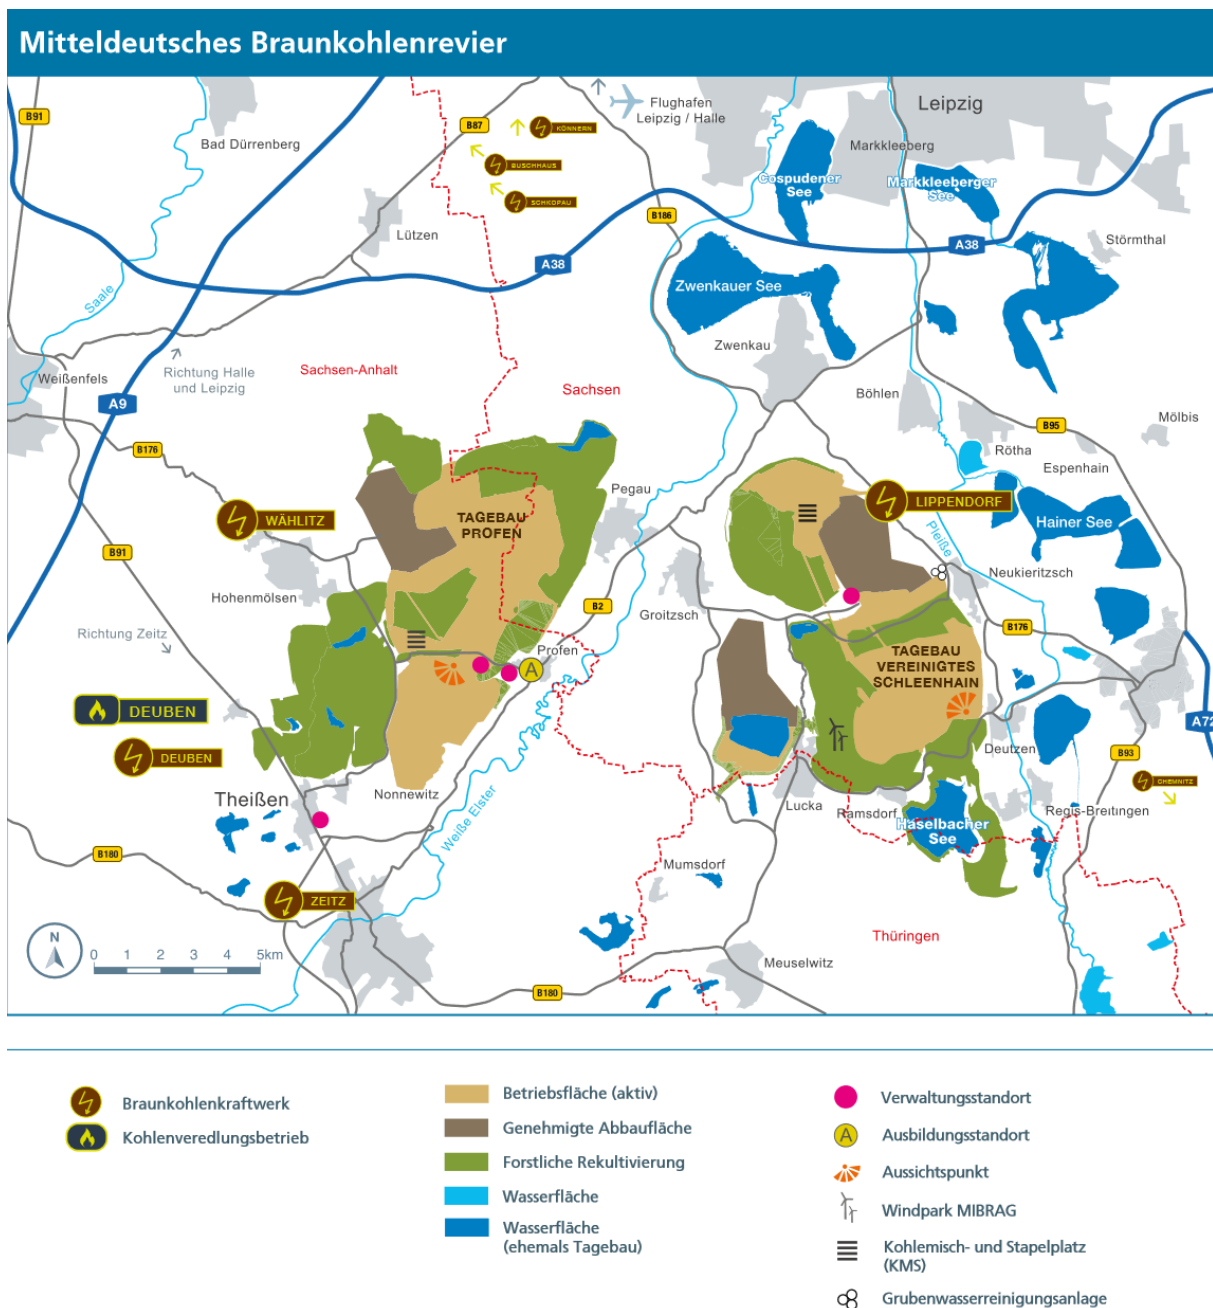 Mitteldeutsches Braunkohlenrevier
B91
Bad Dürrenberg
B87
KÖNNERN
BUSCHHAUS
SCHKOPAU
Flughafen
Leipzig / Halle
Leipzig
Markkleeberg
Cospudener
See
Markkleeberger
See
Lützen
B186
A38
A38
Störmthal
Saale
Zwenkauer See
Zwenkau
Richtung Halle
und Leipzig
Sachsen-Anhalt
Sachsen
Weißenfels
A9
Böhlen
Mölbis
B176
B95
Rötha
Espenhain
Pegau
WÄHLITZ
TAGEBAU
PROFEN
LIPPENDORF
Hainer See
Pleiße
B91
Hohenmölsen
Groitzsch
Neukieritzsch
B2
B176
Richtung Zeitz
Profen
A
TAGEBAU
VEREINIGTES
SCHLEENHAIN
DEUBEN
DEUBEN
A72
Deutzen
B93
CHEMNITZ
Theißen
Nonnewitz
Weiße Elster
Lucka
Ramsdorf
Haselbacher
See
Regis-Breitingen
B180
Mumsdorf
ZEITZ
Thüringen
N
0 1 2 3 4 5km
Meuselwitz
B180
Braunkohlenkraftwerk
Kohlenveredlungsbetrieb
Betriebsfläche (aktiv)
Genehmigte Abbaufläche
Forstliche Rekultivierung
Wasserfläche
Wasserfläche
(ehemals Tagebau)
Verwaltungsstandort
A
Ausbildungsstandort
Aussichtspunkt
Windpark MIBRAG
Kohlemisch- und Stapelplatz
(KMS)
Grubenwasserreinigungsanlage